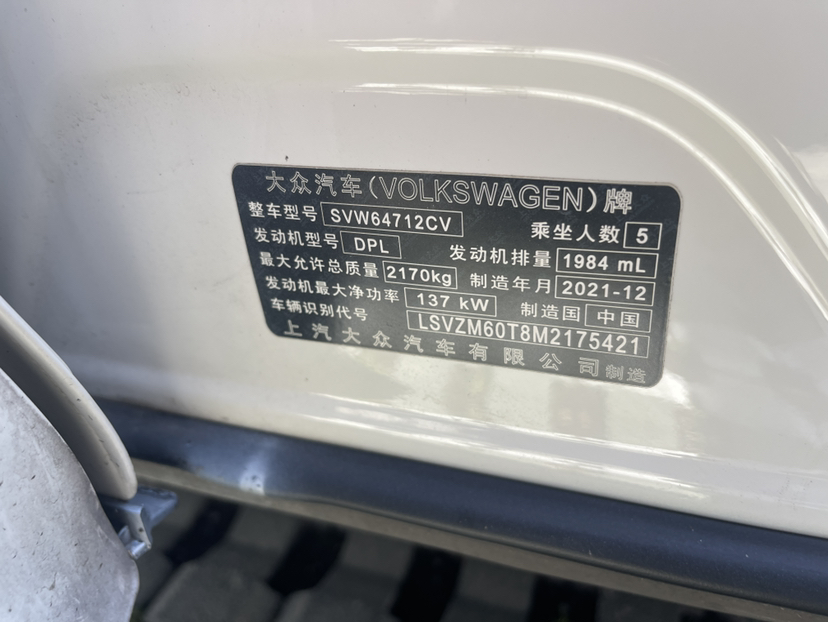 大众汽车(VOLKSWAGEN)牌
整车型号 SVW64712CV 乘坐人数 5
发动机型号 DPL 发动机排量 1984 mL
最大允许总质量 2170kg 制造年月 2021-12
发动机最大净功率 137 kW 制造国 中国
车辆识别代号 LSVZM60T8M2175421
上汽大众汽车有限公司制造